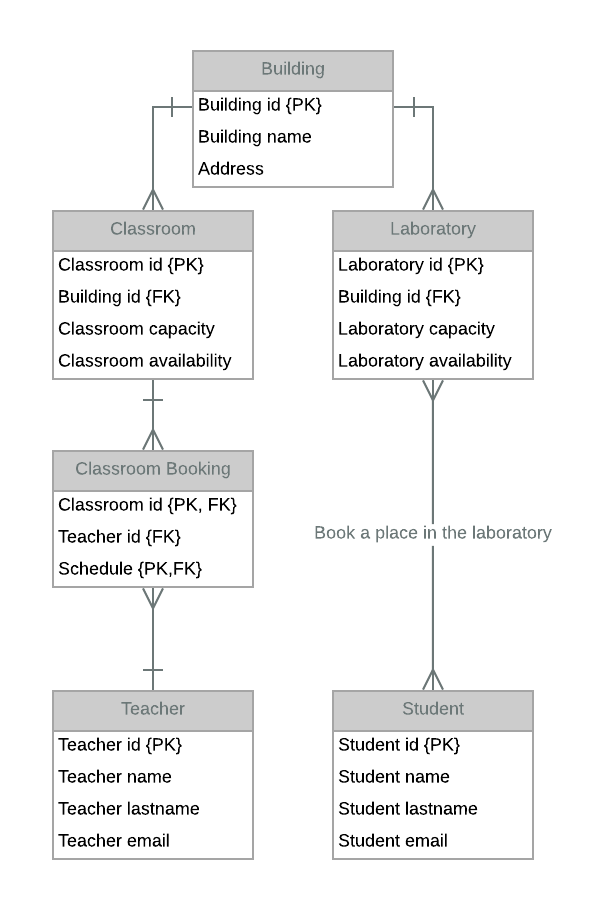 Building
Building id {PK}
Building name
Address
Classroom
Classroom id {PK}
Building id {FK}
Classroom capacity
Classroom availability
Laboratory
Laboratory id {PK}
Building id {FK}
Laboratory capacity
Laboratory availability
Classroom Booking
Classroom id {PK, FK}
Teacher id {FK}
Schedule {PK,FK}
Book a place in the laboratory
Teacher
Teacher id {PK}
Teacher name
Teacher lastname
Teacher email
Student
Student id {PK}
Student name
Student lastname
Student email